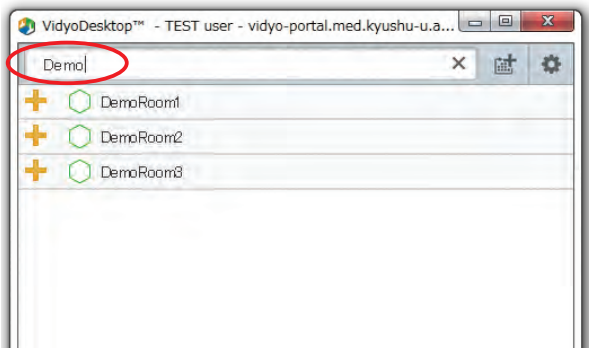 VidyoDesktop™ - TEST user - vidyo-portal.med.kyushu-u.a...
Demo
DemoRoom1
DemoRoom2
DemoRoom3